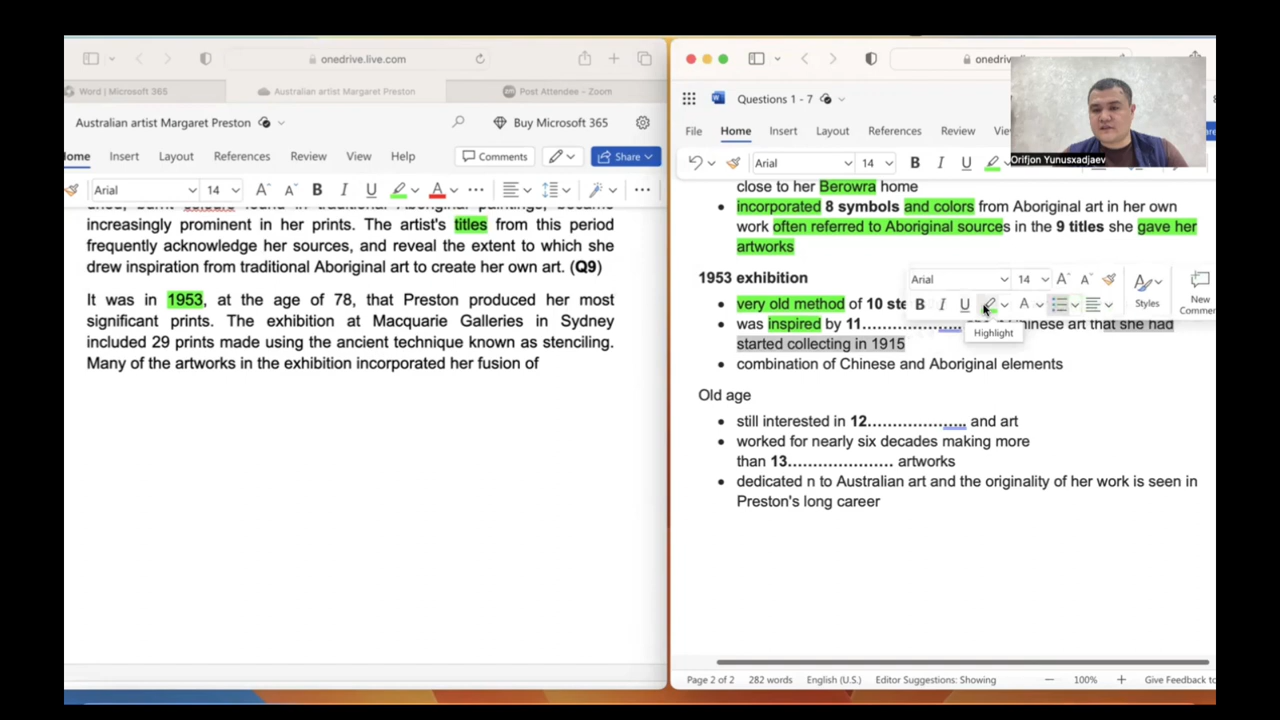 onedrive.live.com
Word | Microsoft 365
Australian artist Margaret Preston
Post Attendee – Zoom
Australian artist Margaret Preston
Buy Microsoft 365
Insert Layout References Review View Help
Comments
Share
Arial 14
increasingly prominent in her prints. The artist's titles from this period
frequently acknowledge her sources, and reveal the extent to which she
drew inspiration from traditional Aboriginal art to create her own art. (Q9)
It was in 1953, at the age of 78, that Preston produced her most
significant prints. The exhibition at Macquarie Galleries in Sydney
included 29 prints made using the ancient technique known as stenciling.
Many of the artworks in the exhibition incorporated her fusion of
Questions 1 - 7
File Home Insert Layout References Review
Arial 14
Orifjon Yunusxadjaev
close to her Berowra home
incorporated 8 symbols and colors from Aboriginal art in her own
work often referred to Aboriginal sources in the 9 titles she gave her
artworks
1953 exhibition
very old method of 10
was inspired by 11………………..
art that she had
started collecting in 1915
combination of Chinese and Aboriginal elements
Arial 14
Styles
New
Highlight
Old age
still interested in 12……………….. and art
worked for nearly six decades making more
than 13………………… artworks
dedicated n to Australian art and the originality of her work is seen in
Preston's long career
Page 2 of 2 282 words English (U.S.) Editor Suggestions: Showing
100%
Give Feedback